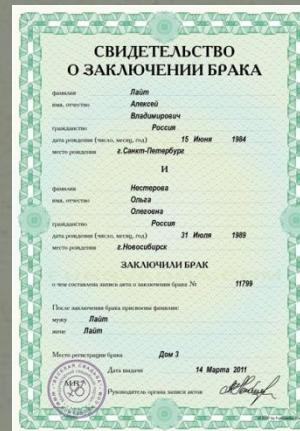 СВИДЕТЕЛЬСТВО
О ЗАКЛЮЧЕНИИ БРАКА
фамилия Лайт
имя, отчество Алексей
Владимирович
гражданство Россия
дата рождения (число, месяц, год) 15 Июня 1984
место рождения г.Санкт-Петербург
И
фамилия Нестерова
имя, отчество Ольга
Олеговна
гражданство Россия
дата рождения (число, месяц, год) 31 Июля 1989
место рождения г.Новосибирск
ЗАКЛЮЧИЛИ БРАК
о чем составлена запись акта о заключении брака № 11799
После заключения брака присвоены фамилии:
мужу Лайт
жене Лайт
Место регистрации брака Дом 3
Дата выдачи 14 Марта 2011
М.П.
Руководитель органа записи актов